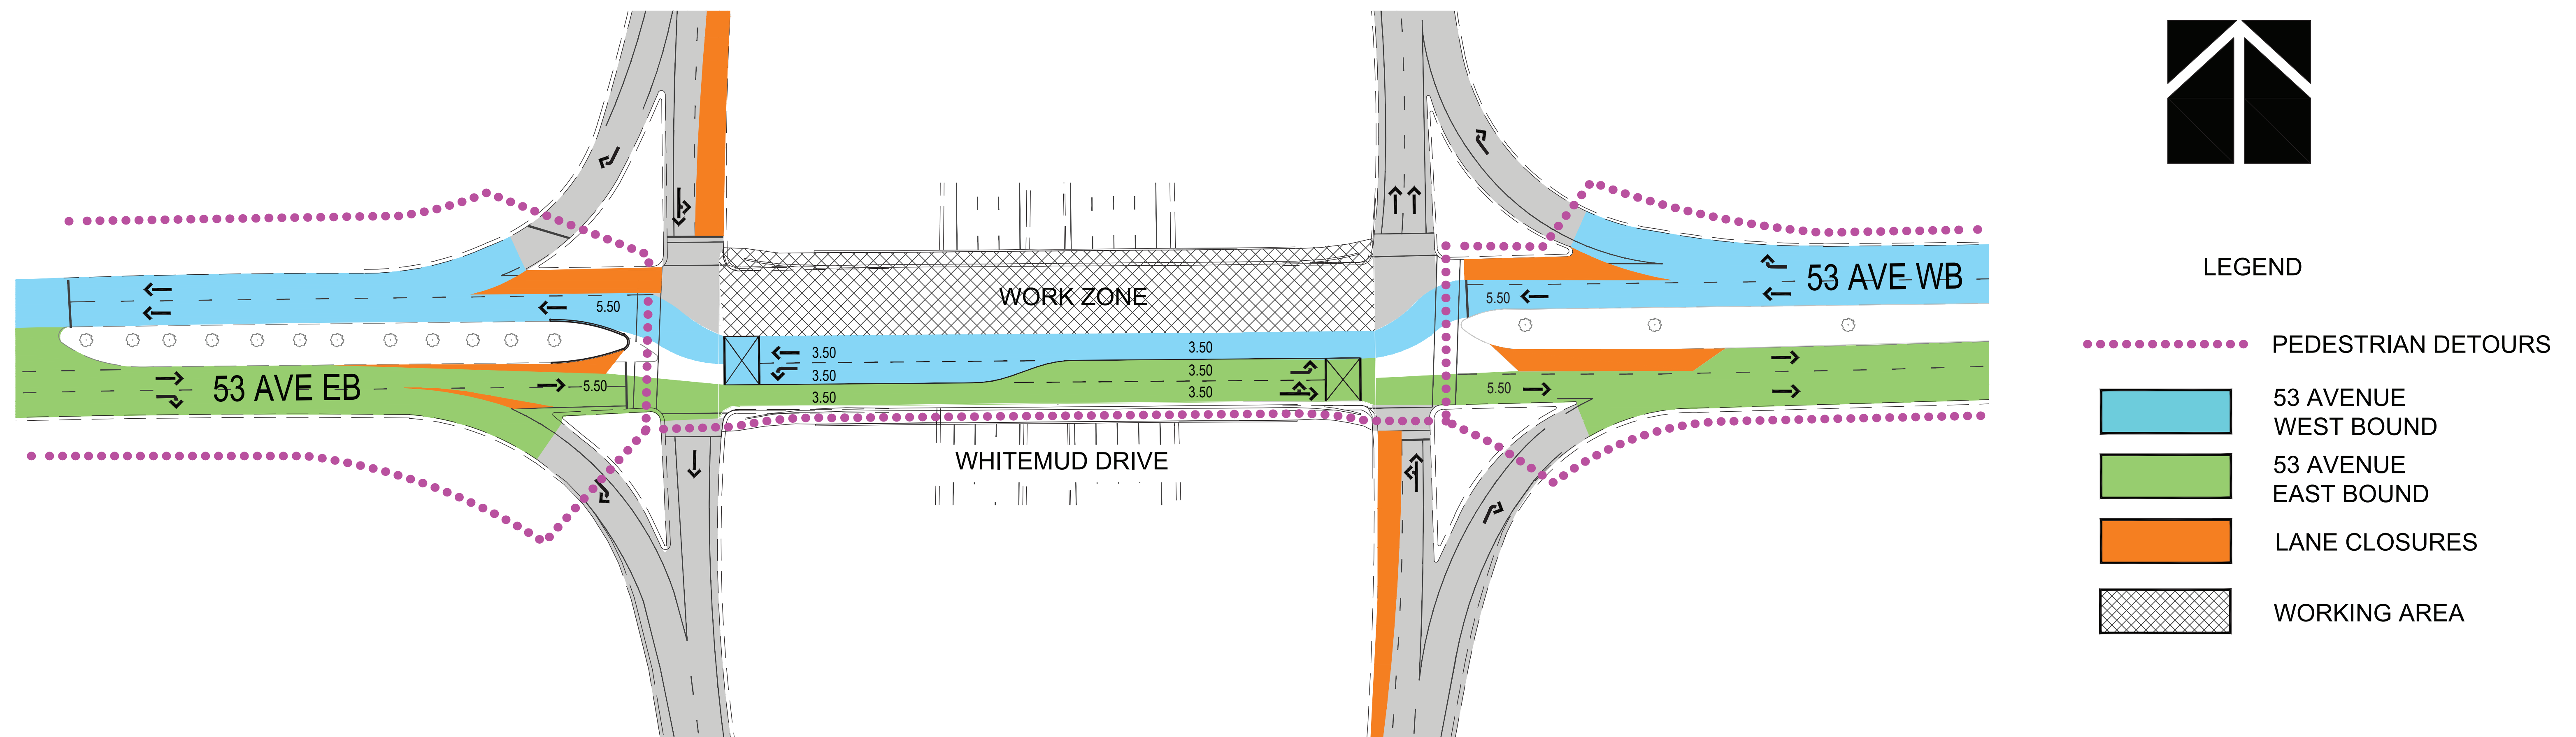 53 AVE WB
LEGEND
WORK ZONE
5.50
5.50
3.50
3.50
PEDESTRIAN DETOURS
3.50
3.50
53 AVE EB
5.50
5.50
3.50
3.50
53 AVENUE
WEST BOUND
WHITEMUD DRIVE
53 AVENUE
EAST BOUND
LANE CLOSURES
WORKING AREA